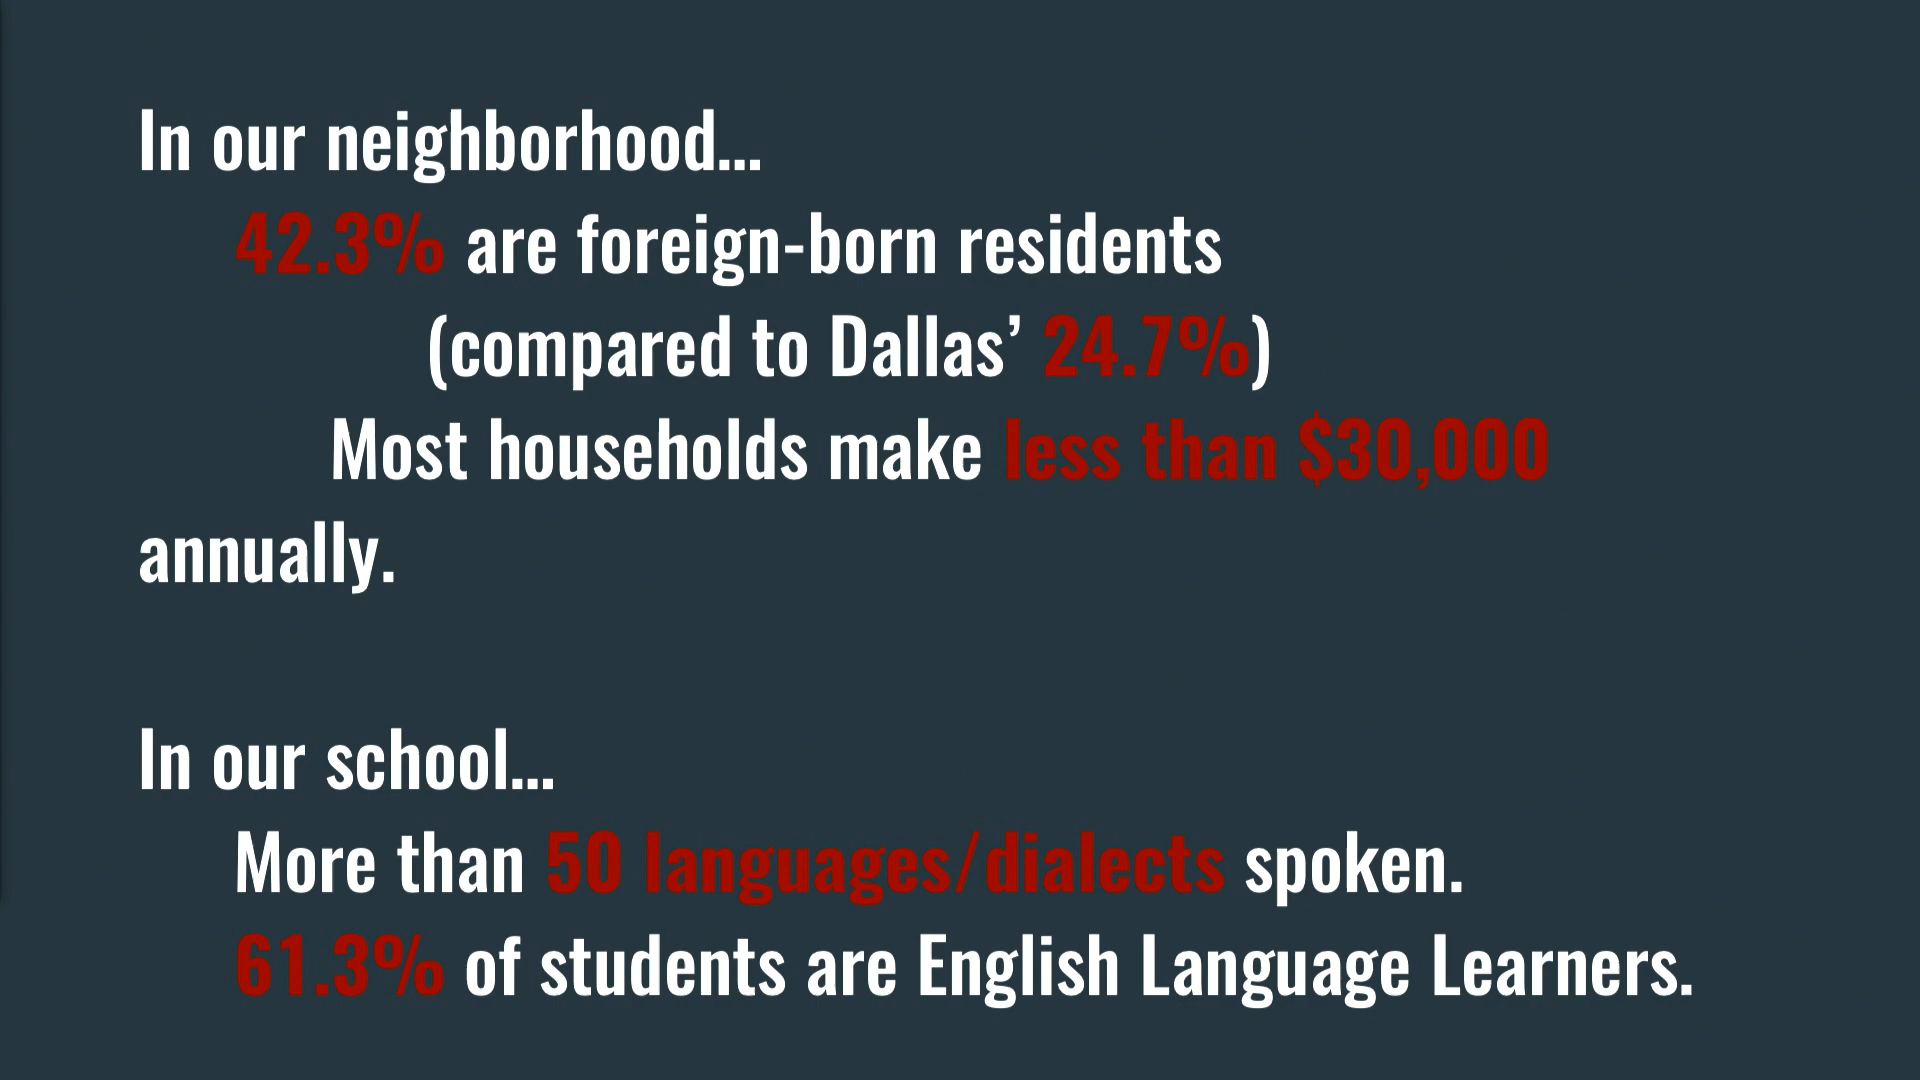 In our neighborhood...
42.3% are foreign-born residents
(compared to Dallas’ 24.7%)
Most households make less than $30,000
annually.
In our school...
More than 50 languages/dialects spoken.
61.3% of students are English Language Learners.